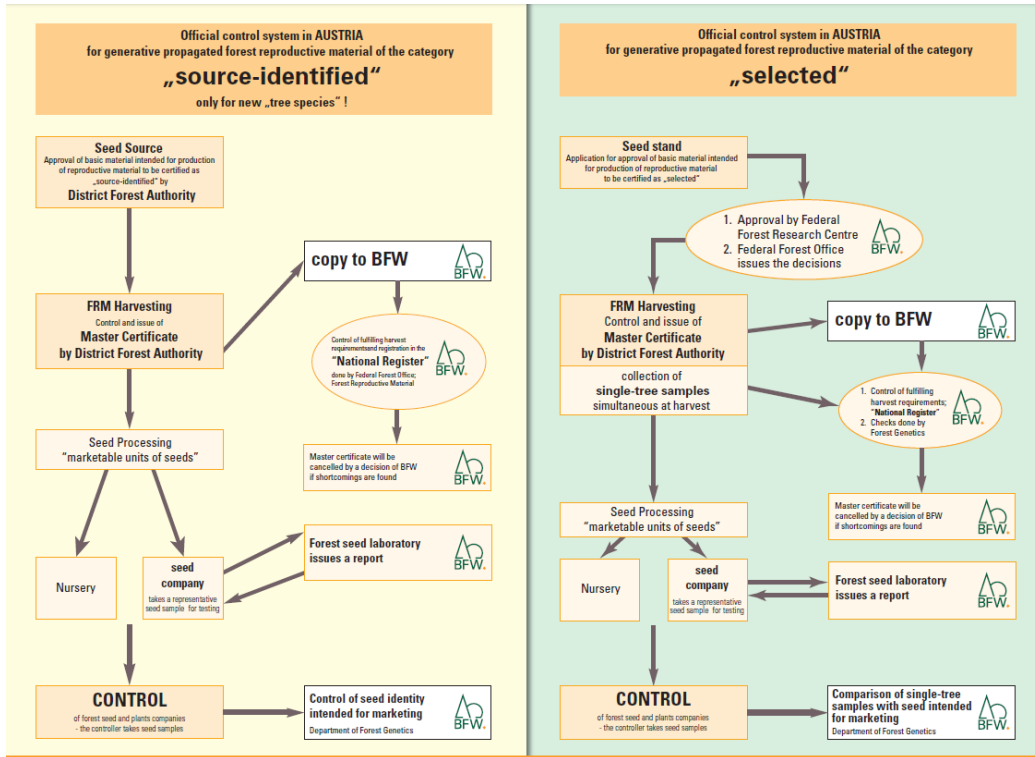 Official control system in AUSTRIA
for generative propagated forest reproductive material of the category
„source-identified“
only for new „tree species“ !
Seed Source
Approval of basic material intended for production
of reproductive material to be certified as
„source-identified“ by
District Forest Authority
copy to BFW
BFW.
FRM Harvesting
Control and issue of
Master Certificate
by District Forest Authority
Control of fulfilling harvest
requirementsand registration in the
“National Register”
done by Federal Forest Office;
Forest Reproductive Material
BFW.
Seed Processing
“marketable units of seeds”
Master certificate will be
cancelled by a decision of BFW
if shortcomings are found
BFW.
Forest seed laboratory
issues a report
BFW.
Nursery
seed
company
takes a representative
seed sample for testing
CONTROL
of forest seed and plants companies
- the controller takes seed samples
Control of seed identity
intended for marketing
Department of Forest Genetics
BFW.
Official control system in AUSTRIA
for generative propagated forest reproductive material of the category
„selected“
Seed stand
Application for approval of basic material intended
for production of reproductive material
to be certified as „selected“
1. Approval by Federal
Forest Research Centre
2. Federal Forest Office
issues the decisions
BFW.
FRM Harvesting
Control and issue of
Master Certificate
by District Forest Authority
collection of
single-tree samples
simultaneous at harvest
copy to BFW
BFW.
1. Control of fulfilling
harvest requirements;
“National Register”
2. Checks done by
Forest Genetics
BFW.
Seed Processing
“marketable units of seeds”
Master certificate will be
cancelled by a decision of BFW
if shortcomings are found
BFW.
Nursery
seed
company
takes a representative
seed sample for testing
Forest seed laboratory
issues a report
BFW.
CONTROL
of forest seed and plants companies
- the controller takes seed samples
Comparison of single-tree
samples with seed intended
for marketing
Department of Forest Genetics
BFW.